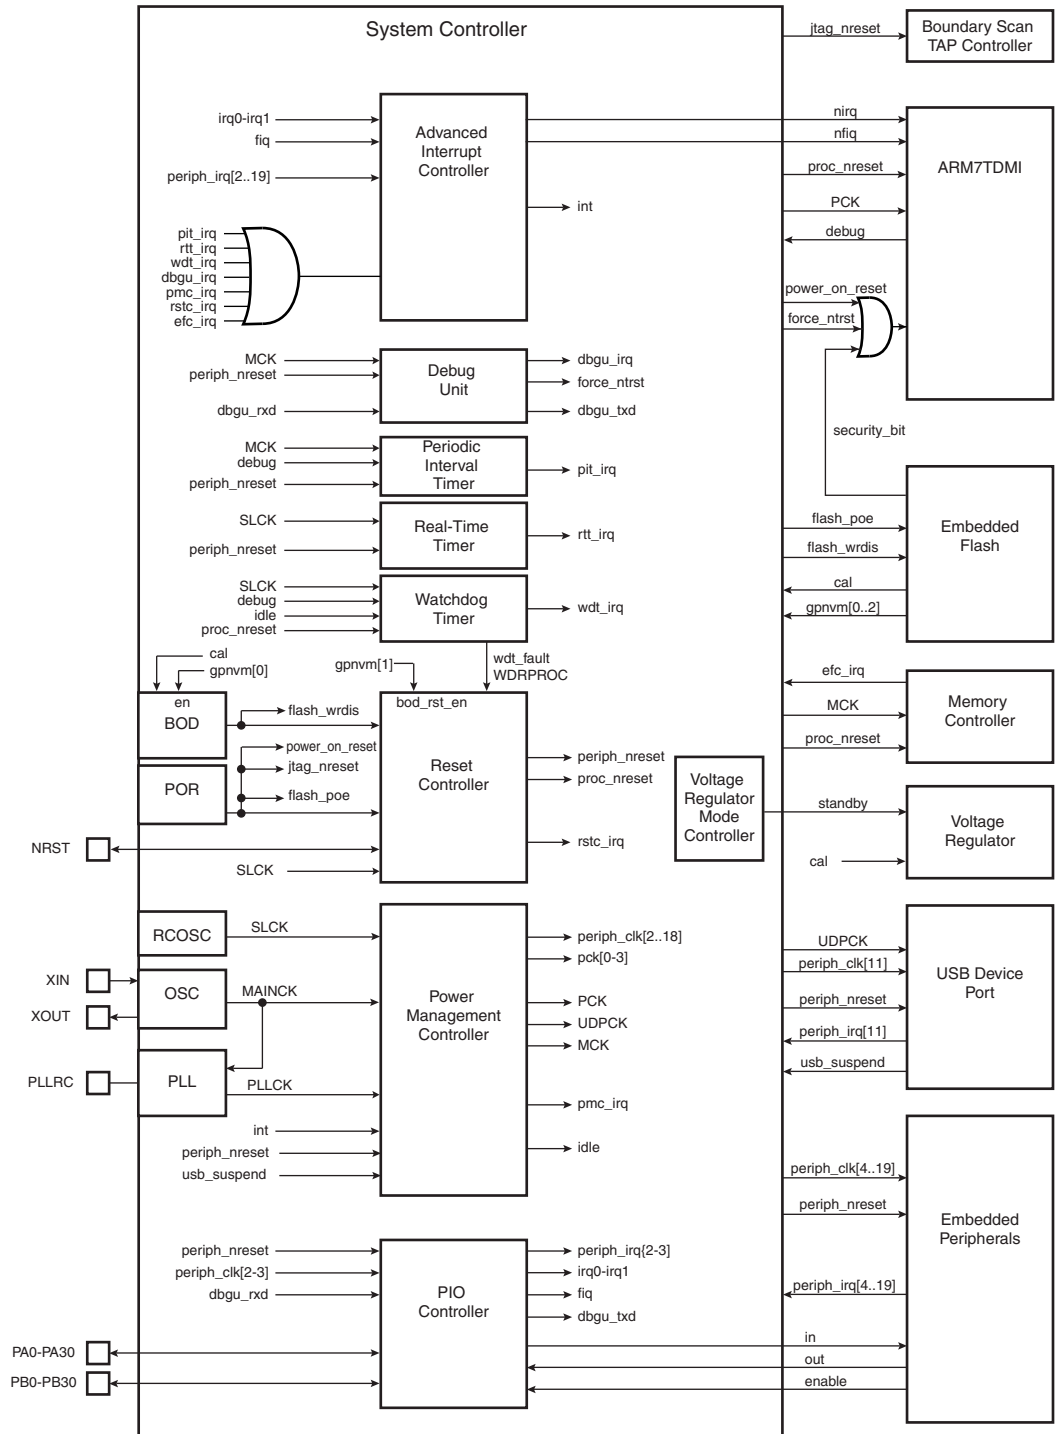 System Controller
jtag_nreset
Boundary Scan
TAP Controller
irq0-irq1
fiq
periph_irq[2..19]
Advanced
Interrupt
Controller
int
nirq
nfiq
proc_nreset
PCK
debug
ARM7TDMI
pit_irq
rtt_irq
wdt_irq
dbgu_irq
pmc_irq
rstc_irq
efc_irq
power_on_reset
force_ntrst
security_bit
MCK
periph_nreset
dbgu_rxd
Debug
Unit
dbgu_irq
force_ntrst
dbgu_txd
MCK
debug
periph_nreset
Periodic
Interval
Timer
pit_irq
SLCK
periph_nreset
Real-Time
Timer
rtt_irq
flash_poe
flash_wrdis
cal
gpnvm[0..2]
Embedded
Flash
SLCK
debug
idle
proc_nreset
Watchdog
Timer
wdt_irq
cal
gpnvm[0]
gpnvm[1]
wdt_fault
WDRPROC
en
BOD
flash_wrdis
bod_rst_en
Reset
Controller
efc_irq
MCK
proc_nreset
Memory
Controller
POR
power_on_reset
jtag_nreset
flash_poe
periph_nreset
proc_nreset
rstc_irq
Voltage
Regulator
Mode
Controller
standby
cal
Voltage
Regulator
NRST
SLCK
RCOSC
SLCK
XIN
XOUT
OSC
MAINCK
PLLRC
PLL
PLLCK
int
periph_nreset
usb_suspend
Power
Management
Controller
periph_clk[2..18]
pck[0-3]
PCK
UDPCK
MCK
pmc_irq
idle
UDPCK
periph_clk[11]
periph_nreset
periph_irq[11]
usb_suspend
USB Device
Port
periph_clk[4..19]
periph_nreset
periph_irq[4..19]
Embedded
Peripherals
periph_nreset
periph_clk[2-3]
dbgu_rxd
PIO
Controller
periph_irq{2-3]
irq0-irq1
fiq
dbgu_txd
PA0-PA30
PB0-PB30
in
out
enable